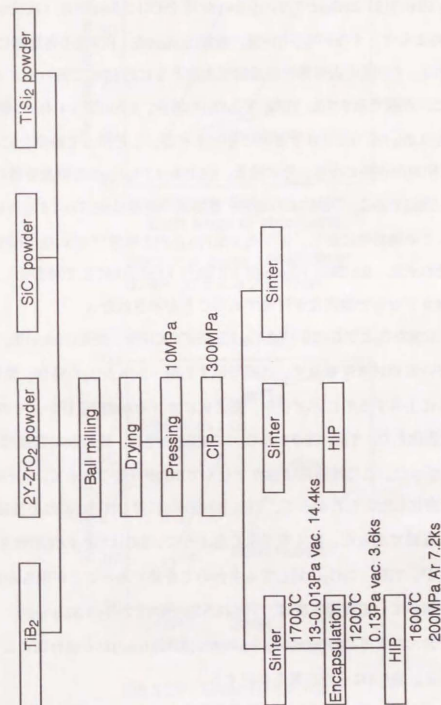 TiB2
2Y-ZrO2 powder
SiC powder
TiSi2 powder
Ball milling
Drying
Pressing 10MPa
CIP 300MPa
Sinter
Sinter
Sinter
1700°C
13-0.013Pa vac. 14.4ks
Encapsulation
HIP
1200°C
0.13Pa vac. 3.6ks
HIP
1600°C
200MPa Ar 7.2ks